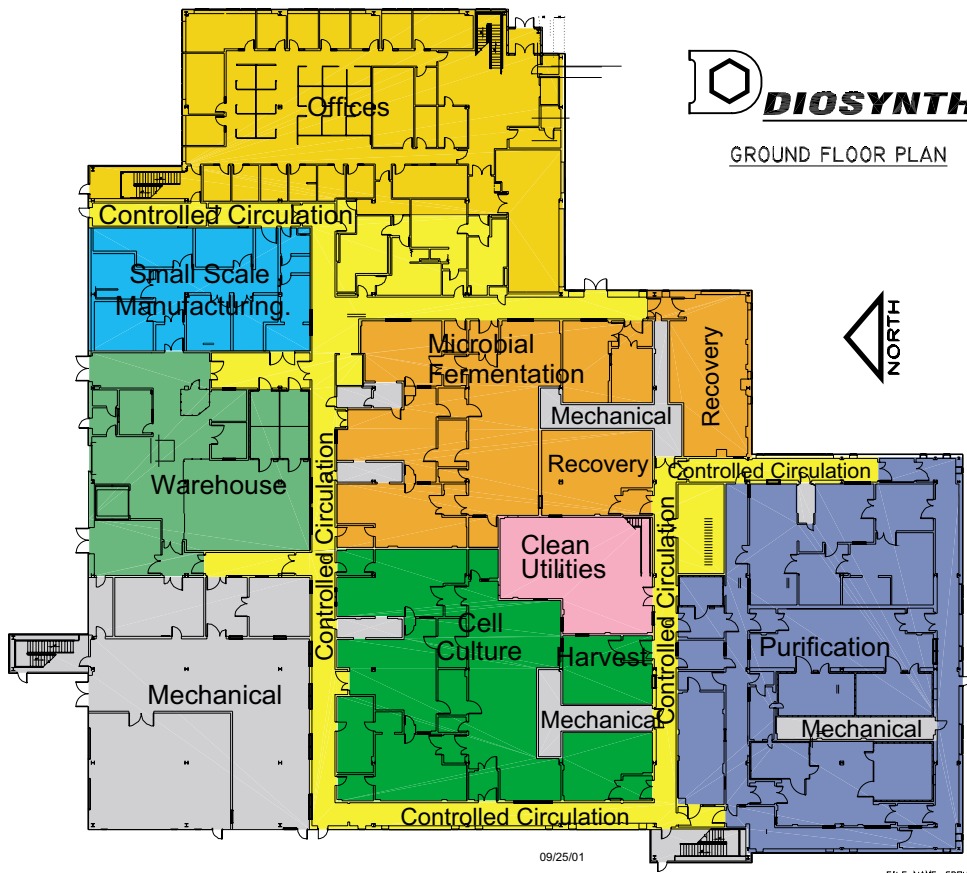 DIOSYNTH
GROUND FLOOR PLAN
NORTH
Offices
Controlled Circulation
Small Scale
Manufacturing.
Microbial
Fermentation
Mechanical
Recovery
Recovery
Controlled Circulation
Warehouse
Controlled Circulation
Controlled Circulation
Clean
Utilities
Cell
Culture
Harvest
Purification
Mechanical
Mechanical
Mechanical
Controlled Circulation
09/25/01